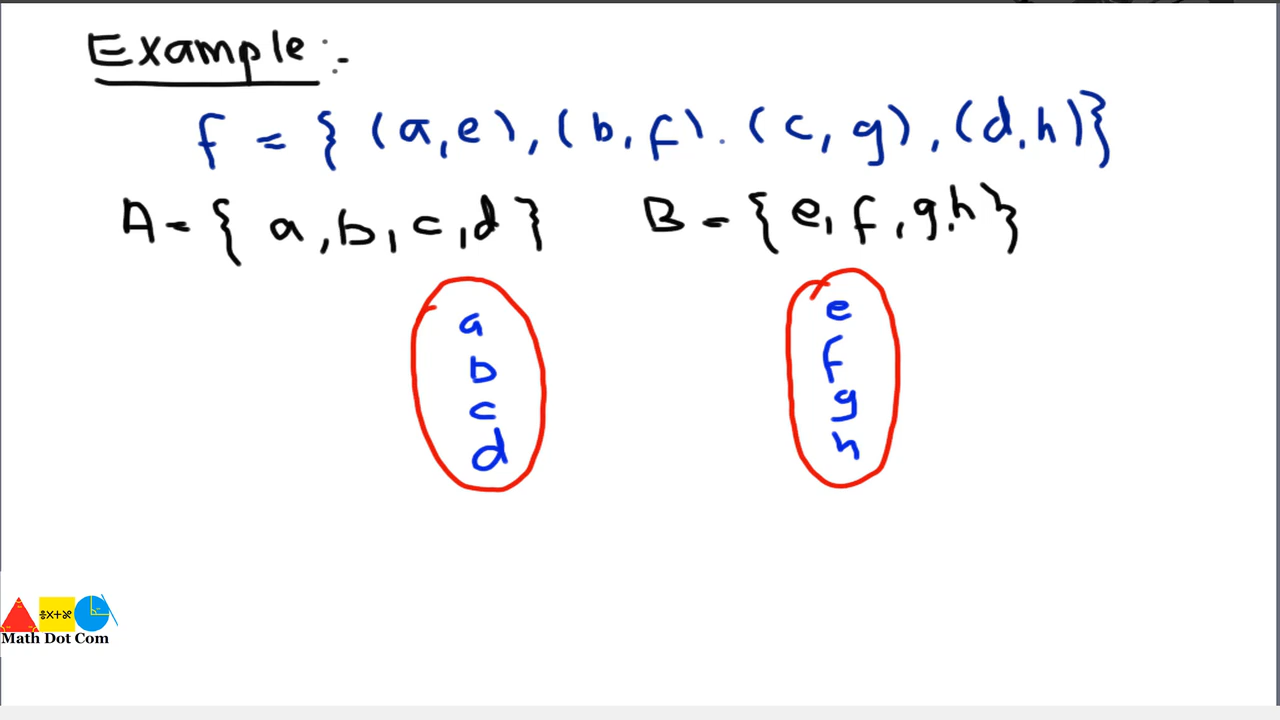 Example :-
f = { (a,e), (b,f). (c,g), (d,h)}
A = { a,b,c,d } B = { e,f,g,h }
a e
b f
c g
d h
÷x+
Math Dot Com